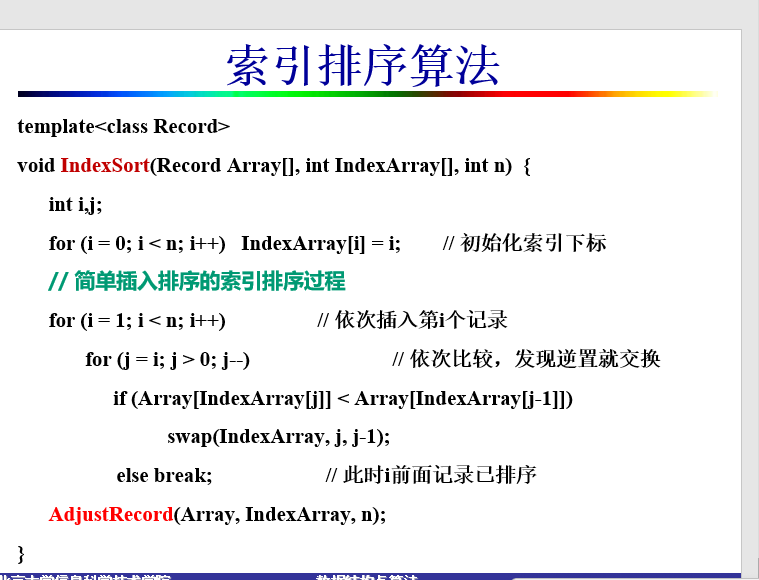 索引排序算法
template<class Record>
void IndexSort(Record Array[], int IndexArray[], int n) {
int i,j;
for (i = 0; i < n; i++) IndexArray[i] = i; // 初始化索引下标
// 简单插入排序的索引排序过程
for (i = 1; i < n; i++) // 依次插入第i个记录
for (j = i; j > 0; j--) // 依次比较，发现逆置就交换
if (Array[IndexArray[j]] < Array[IndexArray[j-1]])
swap(IndexArray, j, j-1);
else break; // 此时i前面记录已排序
AdjustRecord(Array, IndexArray, n);
}